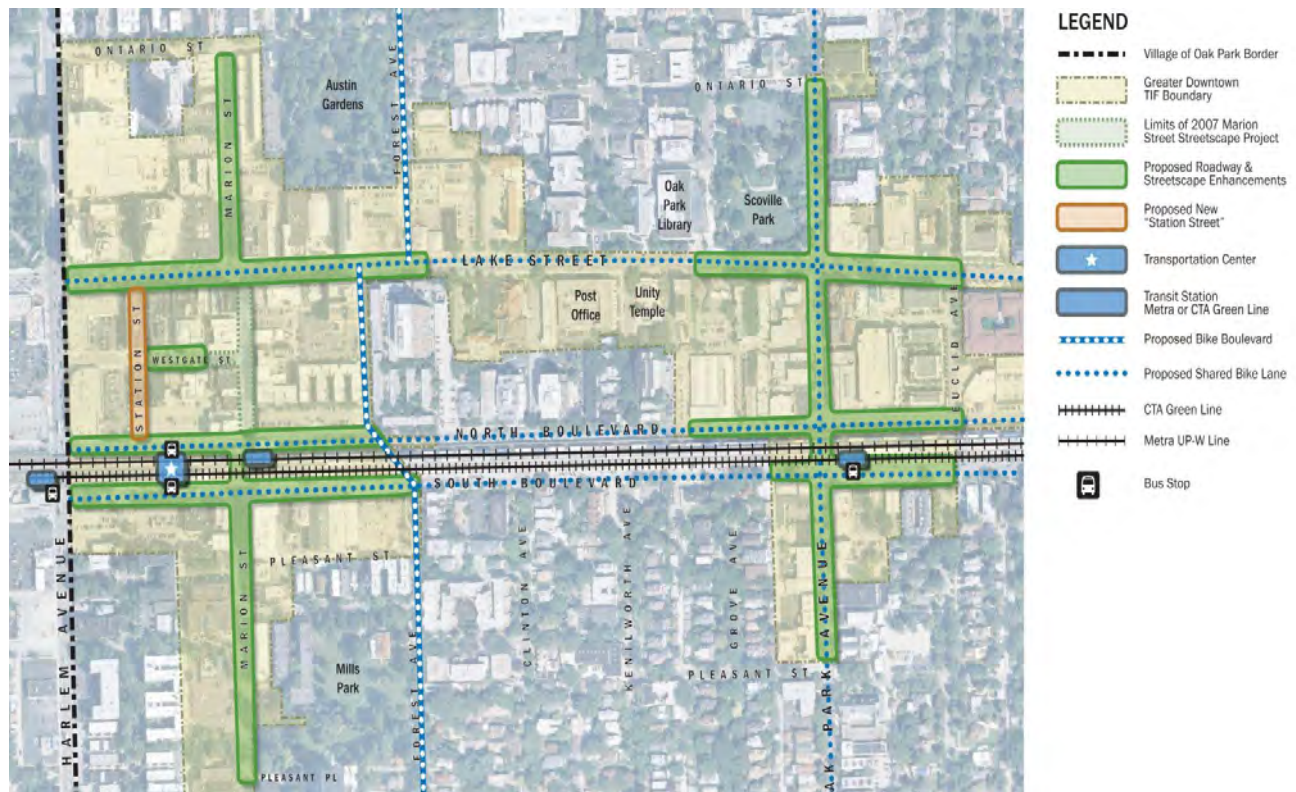 ONTARIO ST
MARION ST
Austin
Gardens
FOREST AVE
ONTARIO ST
Oak
Park
Library
Scoville
Park
LAKE STREET
Post
Office
Unity
Temple
EUCLID AVE
STATION ST
WESTGATE ST
NORTH BOULEVARD
SOUTH BOULEVARD
HARLEM AVENUE
MARION ST
PLEASANT ST
Mills
Park
FOREST AVE
CLINTON AVE
KENILWORTH AVE
GROVE AVE
PLEASANT ST
AK PARK AVENUE
PLEASANT PL
LEGEND
Village of Oak Park Border
Greater Downtown
TIF Boundary
Limits of 2007 Marion
Street Streetscape Project
Proposed Roadway &
Streetscape Enhancements
Proposed New
"Station Street"
Transportation Center
Transit Station
Metra or CTA Green Line
Proposed Bike Boulevard
Proposed Shared Bike Lane
CTA Green Line
Metra UP-W Line
Bus Stop